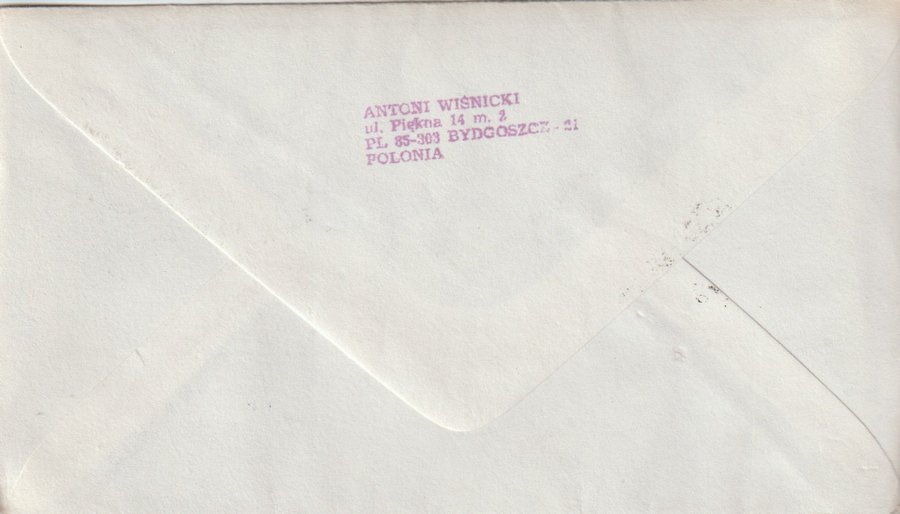 ANTONI WIŚNICKI
ul. Piękna 14 m. 2
PL 85-303 BYDGOSZCZ - 21
POLONIA